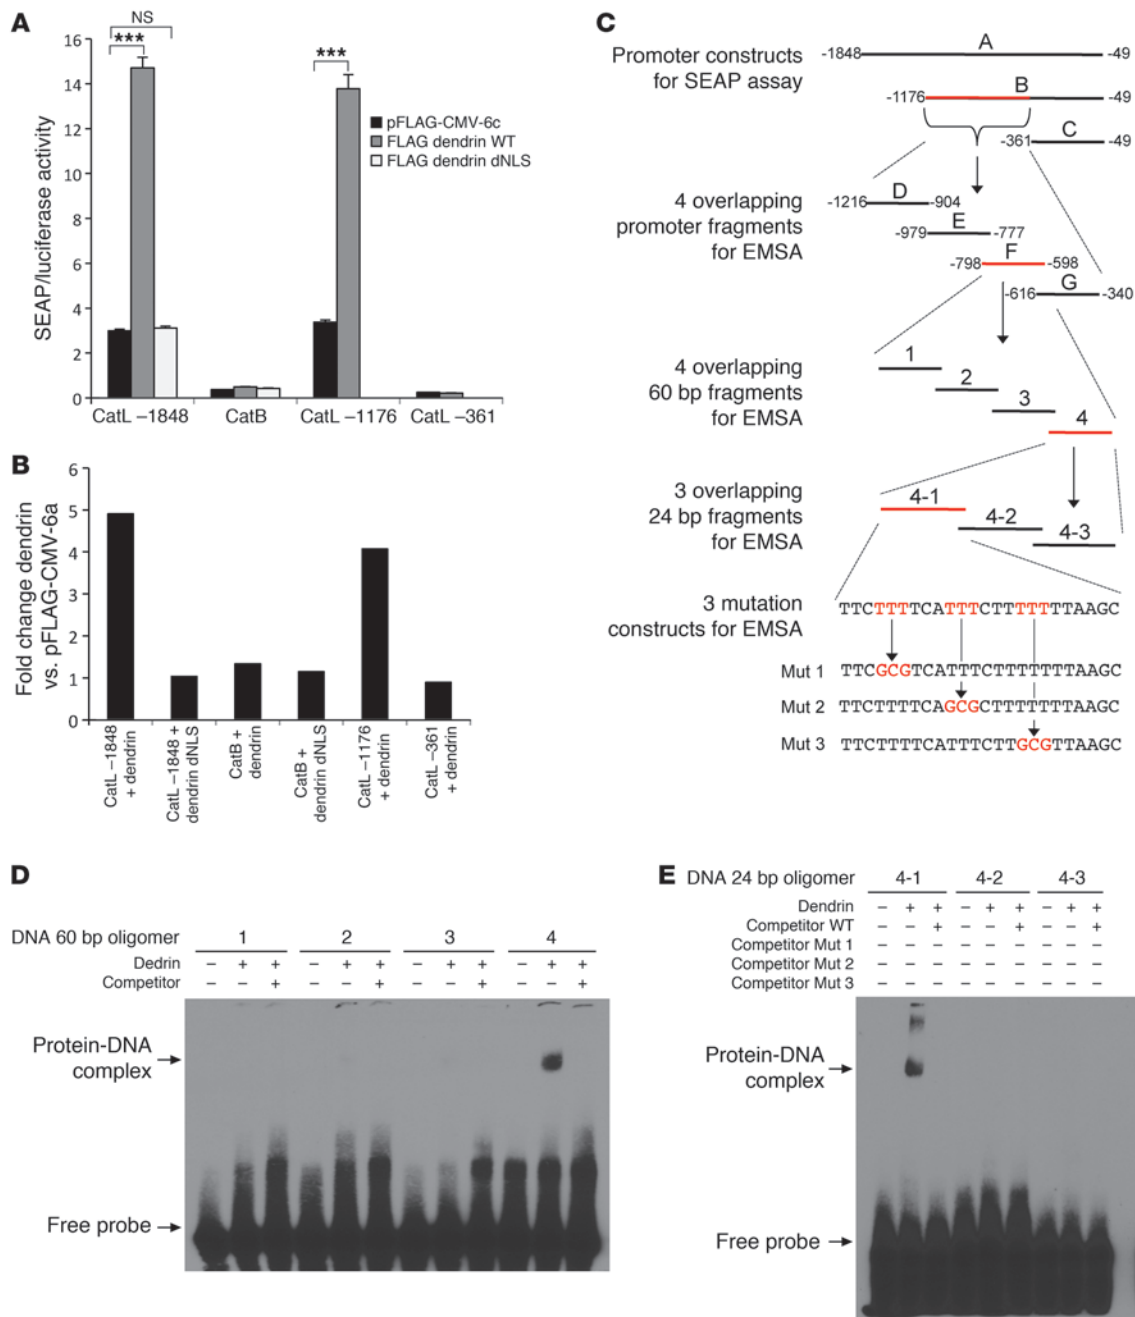 A
NS
***
***
16
14
12
10
8
6
4
2
0
SEAP/luciferase activity
pFLAG-CMV-6c
FLAG dendrin WT
FLAG dendrin dNLS
CatL –1848
CatB
CatL –1176
CatL –361
B
6
5
4
3
2
1
0
Fold change dendrin
vs. pFLAG-CMV-6a
CatL –1848
+ dendrin
CatL –1848 +
dendrin dNLS
CatB +
dendrin
CatB +
dendrin dNLS
CatL –1176
+ dendrin
CatL –361
+ dendrin
C
Promoter constructs
for SEAP assay
-1848 A -49
-1176 B -49
-361 C -49
4 overlapping
promoter fragments
for EMSA
-1216 D -904
-979 E -777
-798 F -598
-616 G -340
4 overlapping
60 bp fragments
for EMSA
1
2
3
4
3 overlapping
24 bp fragments
for EMSA
4-1
4-2
4-3
3 mutation
constructs for EMSA
TTCTTTTCATTTCTTTTTTTAAGC
Mut 1 TTCGCGTCATTTCTTTTTTTAAGC
Mut 2 TTCTTTTCAGCGCTTTTTTTAAGC
Mut 3 TTCTTTTCATTTCTTGCGTTAAGC
D
DNA 60 bp oligomer 1 2 3 4
Dedrin – + + – + + – + + – + +
Competitor – – + – – + – – + – – +
Protein-DNA
complex
Free probe
E
DNA 24 bp oligomer 4-1 4-2 4-3
Dendrin – + + – + + – + +
Competitor WT – – + – – + – – +
Competitor Mut 1 – – – – – – – – –
Competitor Mut 2 – – – – – – – – –
Competitor Mut 3 – – – – – – – – –
Protein-DNA
complex
Free probe